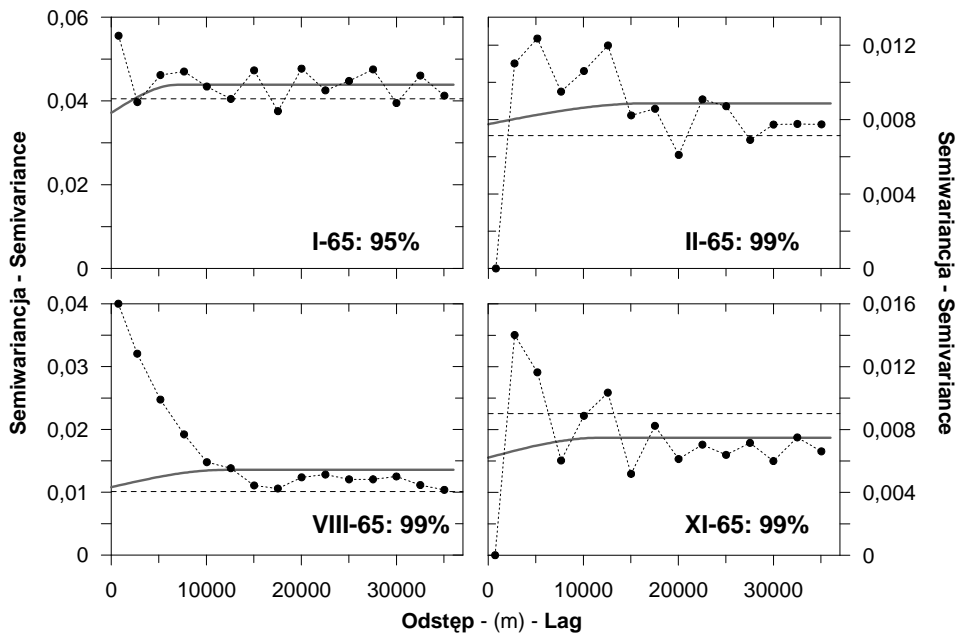 0,06
0,04
0,02
0
I-65: 95%
0,012
0,008
0,004
0
II-65: 99%
0,04
0,03
0,02
0,01
0
VIII-65: 99%
0,016
0,012
0,008
0,004
0
XI-65: 99%
0 10000 20000 30000
0 10000 20000 30000
Semiwariancja - Semivariance
Semiwariancja - Semivariance
Odstęp - (m) - Lag